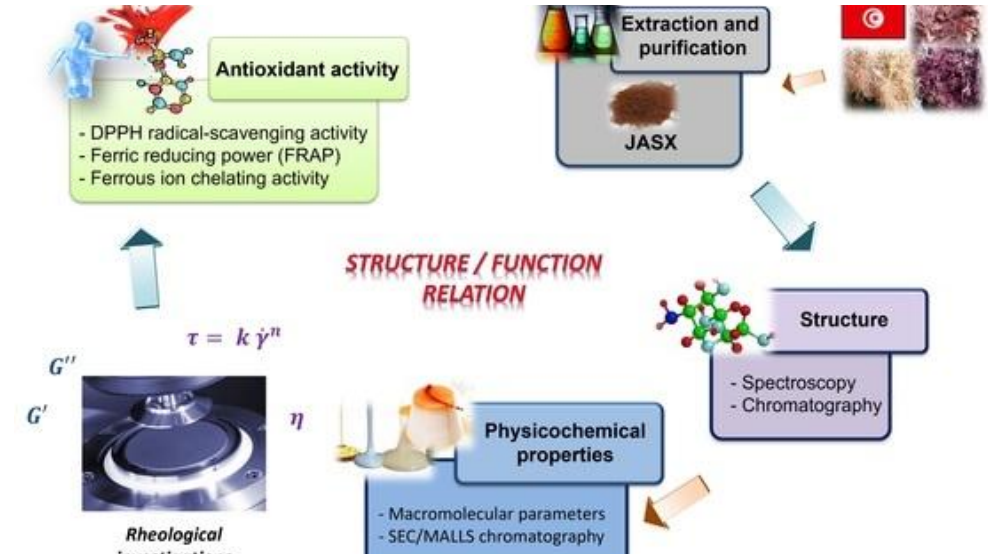 Antioxidant activity
- DPPH radical-scavenging activity
- Ferric reducing power (FRAP)
- Ferrous ion chelating activity
Extraction and
purification
JASX
STRUCTURE / FUNCTION
RELATION
Structure
- Spectroscopy
- Chromatography
τ = k γ̇ⁿ
G′′
G′
η
Physicochemical
properties
- Macromolecular parameters
- SEC/MALLS chromatography
Rheological